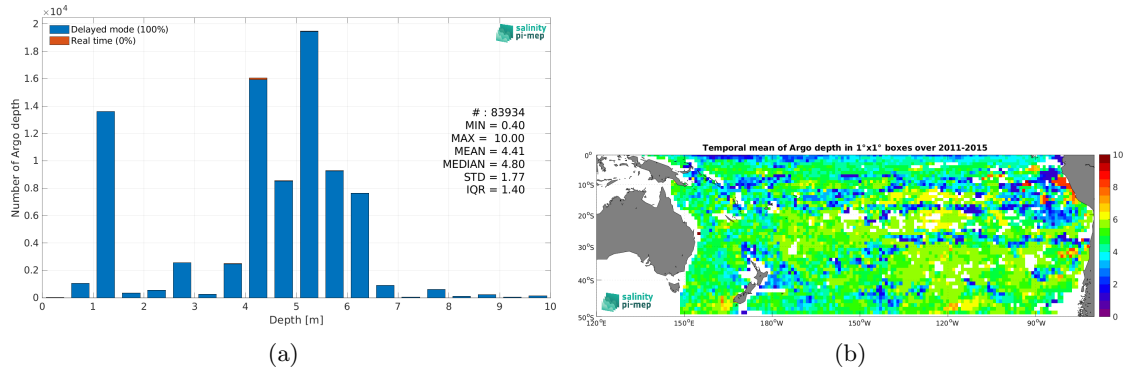 ×10⁴
2
1.8
1.6
1.4
1.2
1
0.8
0.6
0.4
0.2
0
Number of Argo depth
Delayed mode (100%)
Real time (0%)
salinity
pi-mep
# : 83934
MIN = 0.40
MAX = 10.00
MEAN = 4.41
MEDIAN = 4.80
STD = 1.77
IQR = 1.40
0 1 2 3 4 5 6 7 8 9 10
Depth [m]
(a)
Temporal mean of Argo depth in 1°x1° boxes over 2011-2015
0°
10°S
20°S
30°S
40°S
50°S
120°E 150°E 180°W 150°W 120°W 90°W
salinity
pi-mep
10
8
6
4
2
0
(b)